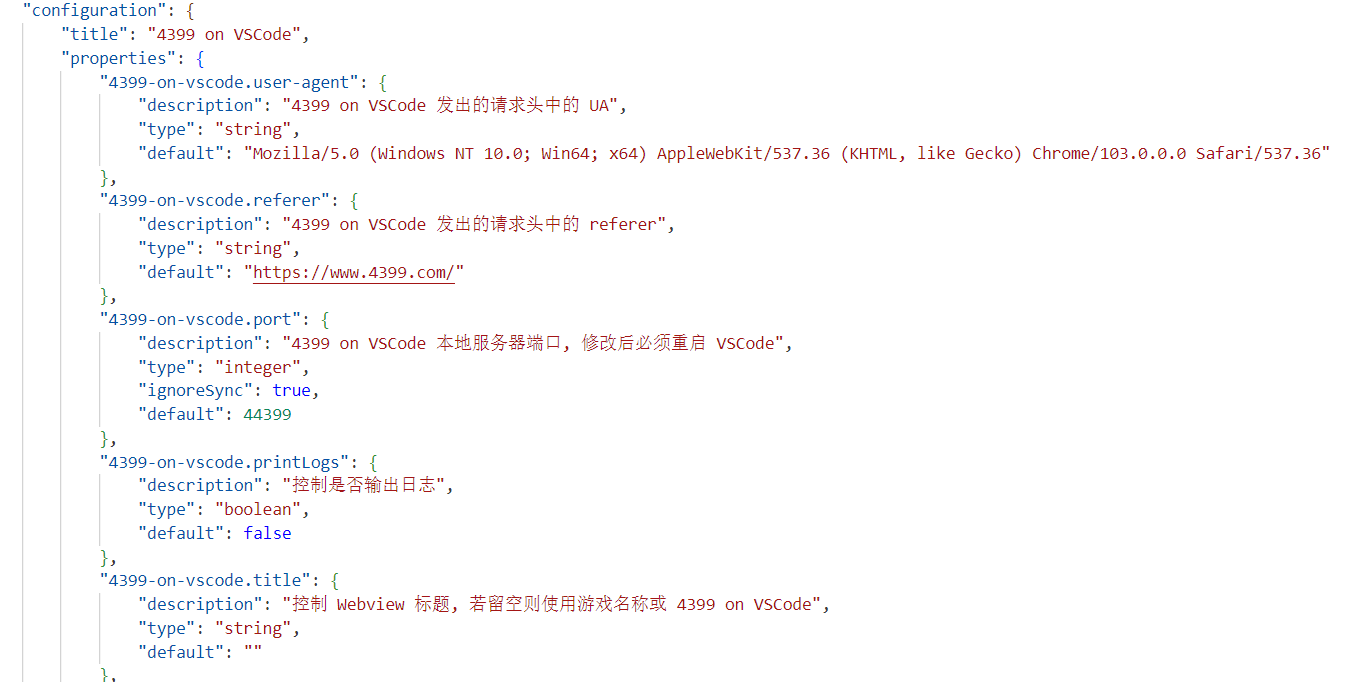 "configuration": {
"title": "4399 on VSCode",
"properties": {
"4399-on-vscode.user-agent": {
"description": "4399 on VSCode 发出的请求头中的 UA",
"type": "string",
"default": "Mozilla/5.0 (Windows NT 10.0; Win64; x64) AppleWebKit/537.36 (KHTML, like Gecko) Chrome/103.0.0.0 Safari/537.36"
},
"4399-on-vscode.referer": {
"description": "4399 on VSCode 发出的请求头中的 referer",
"type": "string",
"default": "https://www.4399.com/"
},
"4399-on-vscode.port": {
"description": "4399 on VSCode 本地服务器端口, 修改后必须重启 VSCode",
"type": "integer",
"ignoreSync": true,
"default": 44399
},
"4399-on-vscode.printLogs": {
"description": "控制是否输出日志",
"type": "boolean",
"default": false
},
"4399-on-vscode.title": {
"description": "控制 Webview 标题, 若留空则使用游戏名称或 4399 on VSCode",
"type": "string",
"default": ""
},